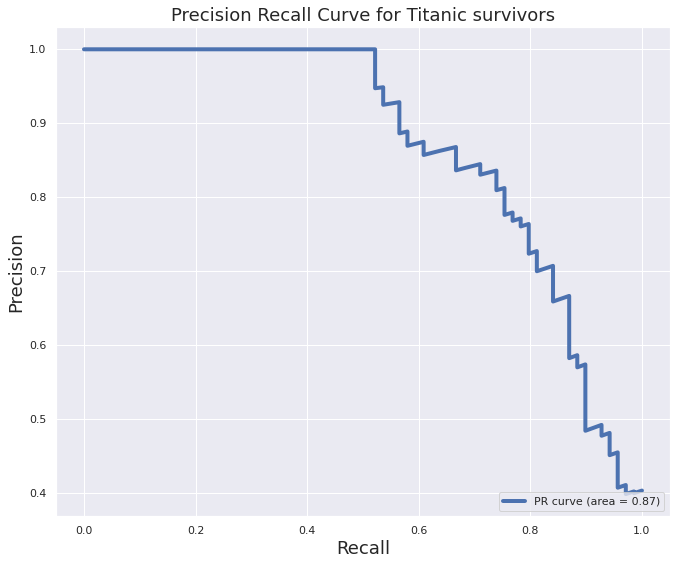 Precision Recall Curve for Titanic survivors
Precision
1.0
0.9
0.8
0.7
0.6
0.5
0.4
PR curve (area = 0.87)
0.0 0.2 0.4 0.6 0.8 1.0
Recall